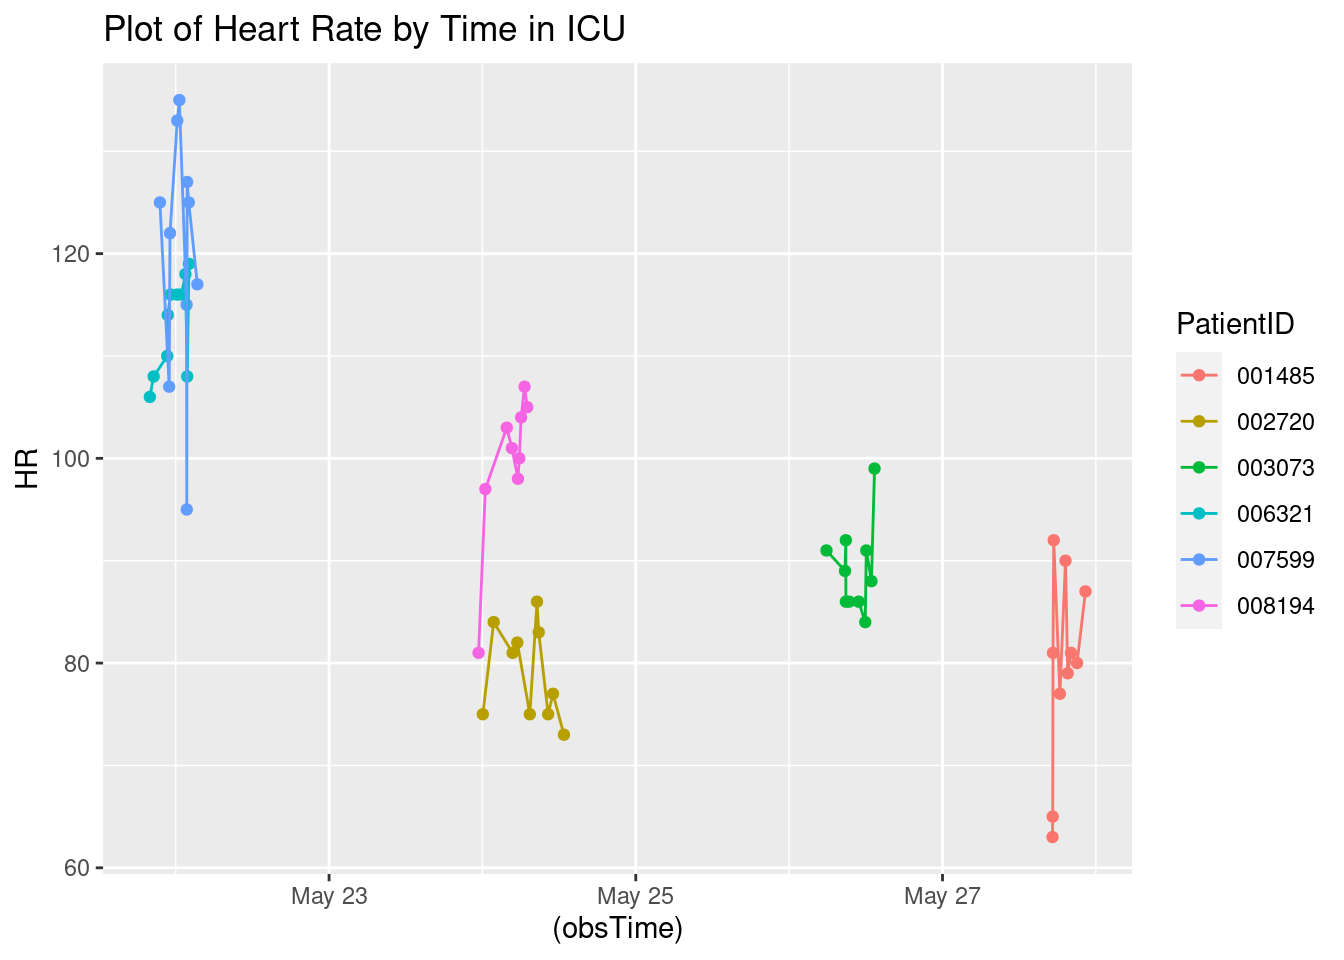 Plot of Heart Rate by Time in ICU
120
100
80
60
HR
May 23
May 25
May 27
(obsTime)
PatientID
001485
002720
003073
006321
007599
008194